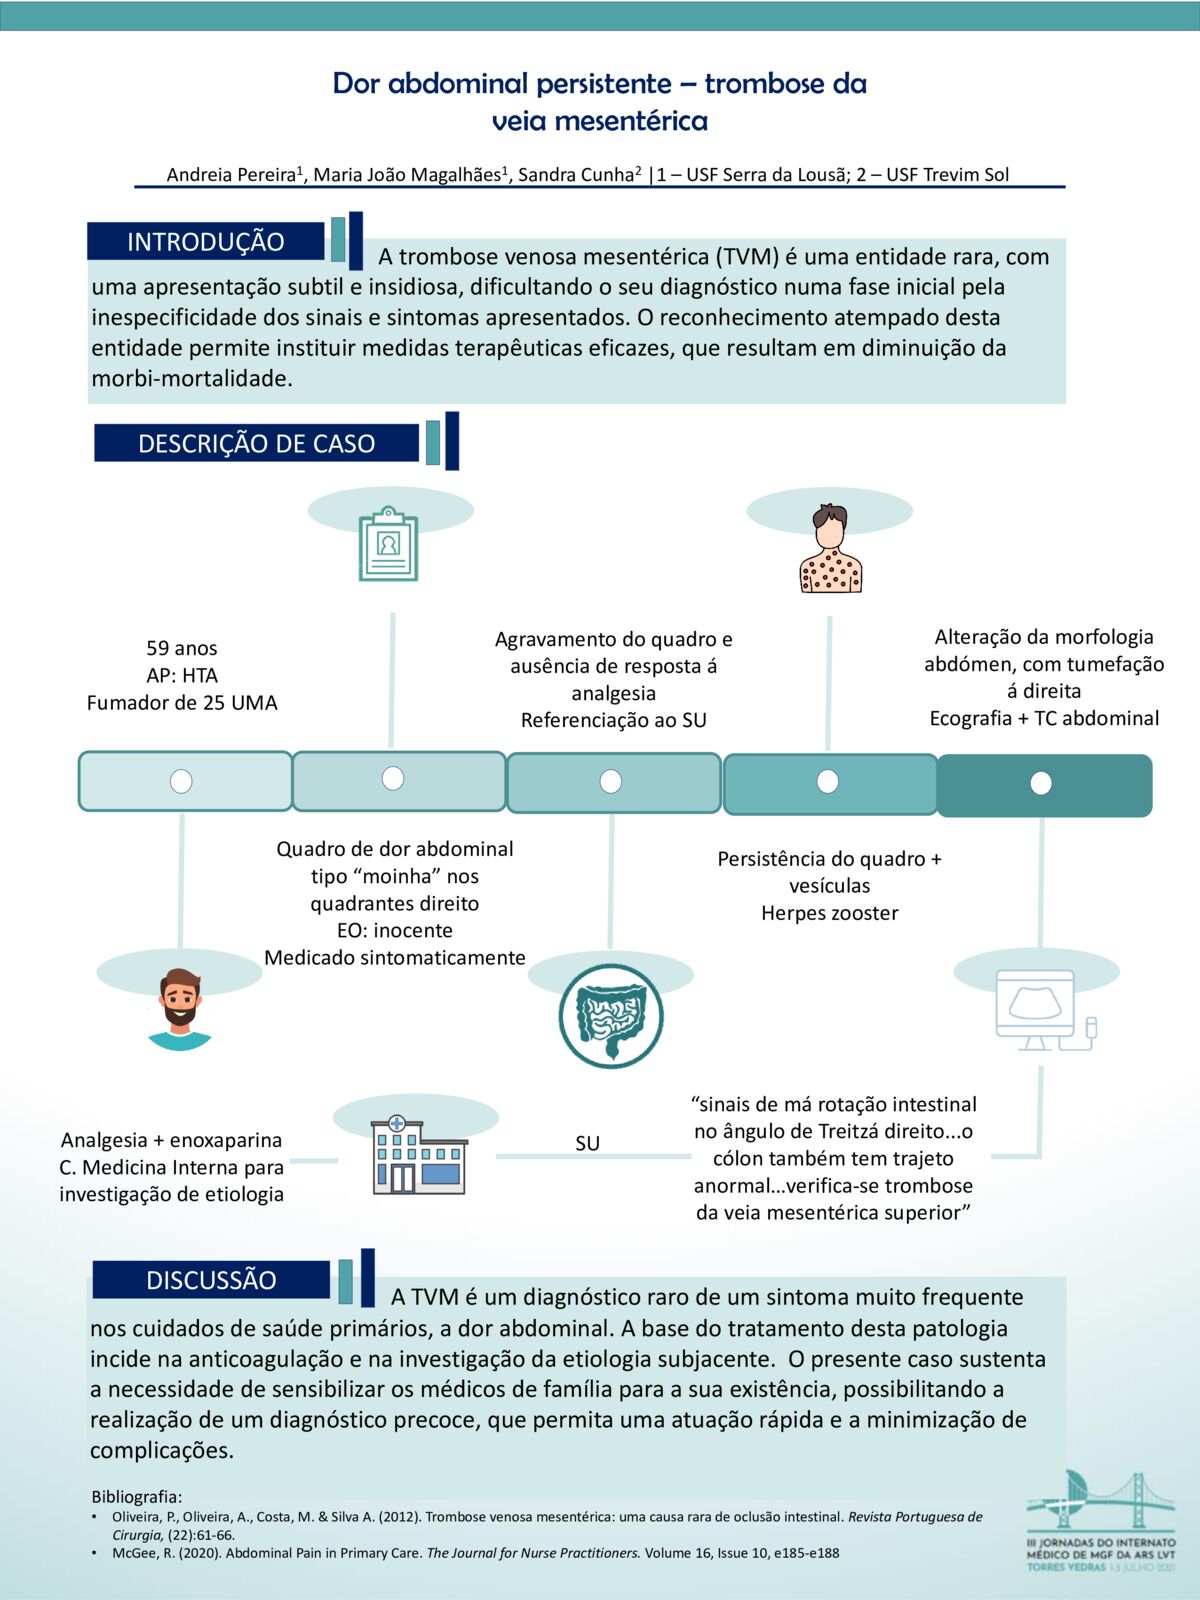 Dor abdominal persistente – trombose da
veia mesentérica
Andreia Pereira¹, Maria João Magalhães¹, Sandra Cunha² |1 – USF Serra da Lousã; 2 – USF Trevim Sol
INTRODUÇÃO
A trombose venosa mesentérica (TVM) é uma entidade rara, com
uma apresentação subtil e insidiosa, dificultando o seu diagnóstico numa fase inicial pela
inespecificidade dos sinais e sintomas apresentados. O reconhecimento atempado desta
entidade permite instituir medidas terapêuticas eficazes, que resultam em diminuição da
morbi-mortalidade.
DESCRIÇÃO DE CASO
59 anos
AP: HTA
Fumador de 25 UMA
Quadro de dor abdominal
tipo “moinha” nos
quadrantes direito
EO: inocente
Medicado sintomaticamente
Agravamento do quadro e
ausência de resposta á
analgesia
Referenciação ao SU
Persistência do quadro +
vesículas
Herpes zooster
Alteração da morfologia
abdómen, com tumefação
á direita
Ecografia + TC abdominal
“sinais de má rotação intestinal
no ângulo de Treitzá direito...o
cólon também tem trajeto
anormal...verifica-se trombose
da veia mesentérica superior”
SU
Analgesia + enoxaparina
C. Medicina Interna para
investigação de etiologia
DISCUSSÃO
A TVM é um diagnóstico raro de um sintoma muito frequente
nos cuidados de saúde primários, a dor abdominal. A base do tratamento desta patologia
incide na anticoagulação e na investigação da etiologia subjacente. O presente caso sustenta
a necessidade de sensibilizar os médicos de família para a sua existência, possibilitando a
realização de um diagnóstico precoce, que permita uma atuação rápida e a minimização de
complicações.
Bibliografia:
• Oliveira, P., Oliveira, A., Costa, M. & Silva A. (2012). Trombose venosa mesentérica: uma causa rara de oclusão intestinal. Revista Portuguesa de
Cirurgia, (22):61-66.
• McGee, R. (2020). Abdominal Pain in Primary Care. The Journal for Nurse Practitioners. Volume 16, Issue 10, e185-e188
III JORNADAS DO INTERNATO
MÉDICO DE MGF DA ARS LVT
TORRES VEDRAS 1-3 JULHO 2021